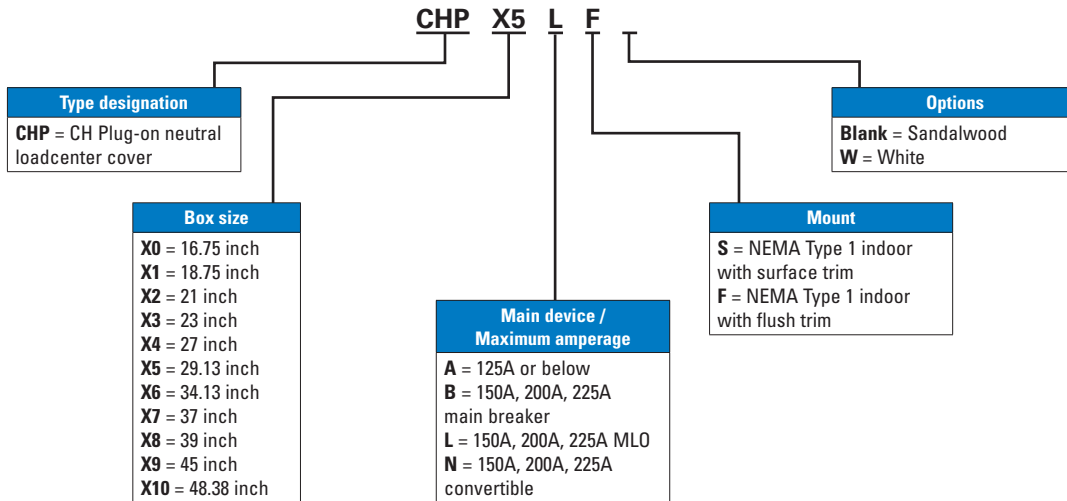 CHP X5 L F
Type designation
CHP = CH Plug-on neutral
loadcenter cover
Options
Blank = Sandalwood
W = White
Box size
X0 = 16.75 inch
X1 = 18.75 inch
X2 = 21 inch
X3 = 23 inch
X4 = 27 inch
X5 = 29.13 inch
X6 = 34.13 inch
X7 = 37 inch
X8 = 39 inch
X9 = 45 inch
X10 = 48.38 inch
Main device /
Maximum amperage
A = 125A or below
B = 150A, 200A, 225A
main breaker
L = 150A, 200A, 225A MLO
N = 150A, 200A, 225A
convertible
Mount
S = NEMA Type 1 indoor
with surface trim
F = NEMA Type 1 indoor
with flush trim